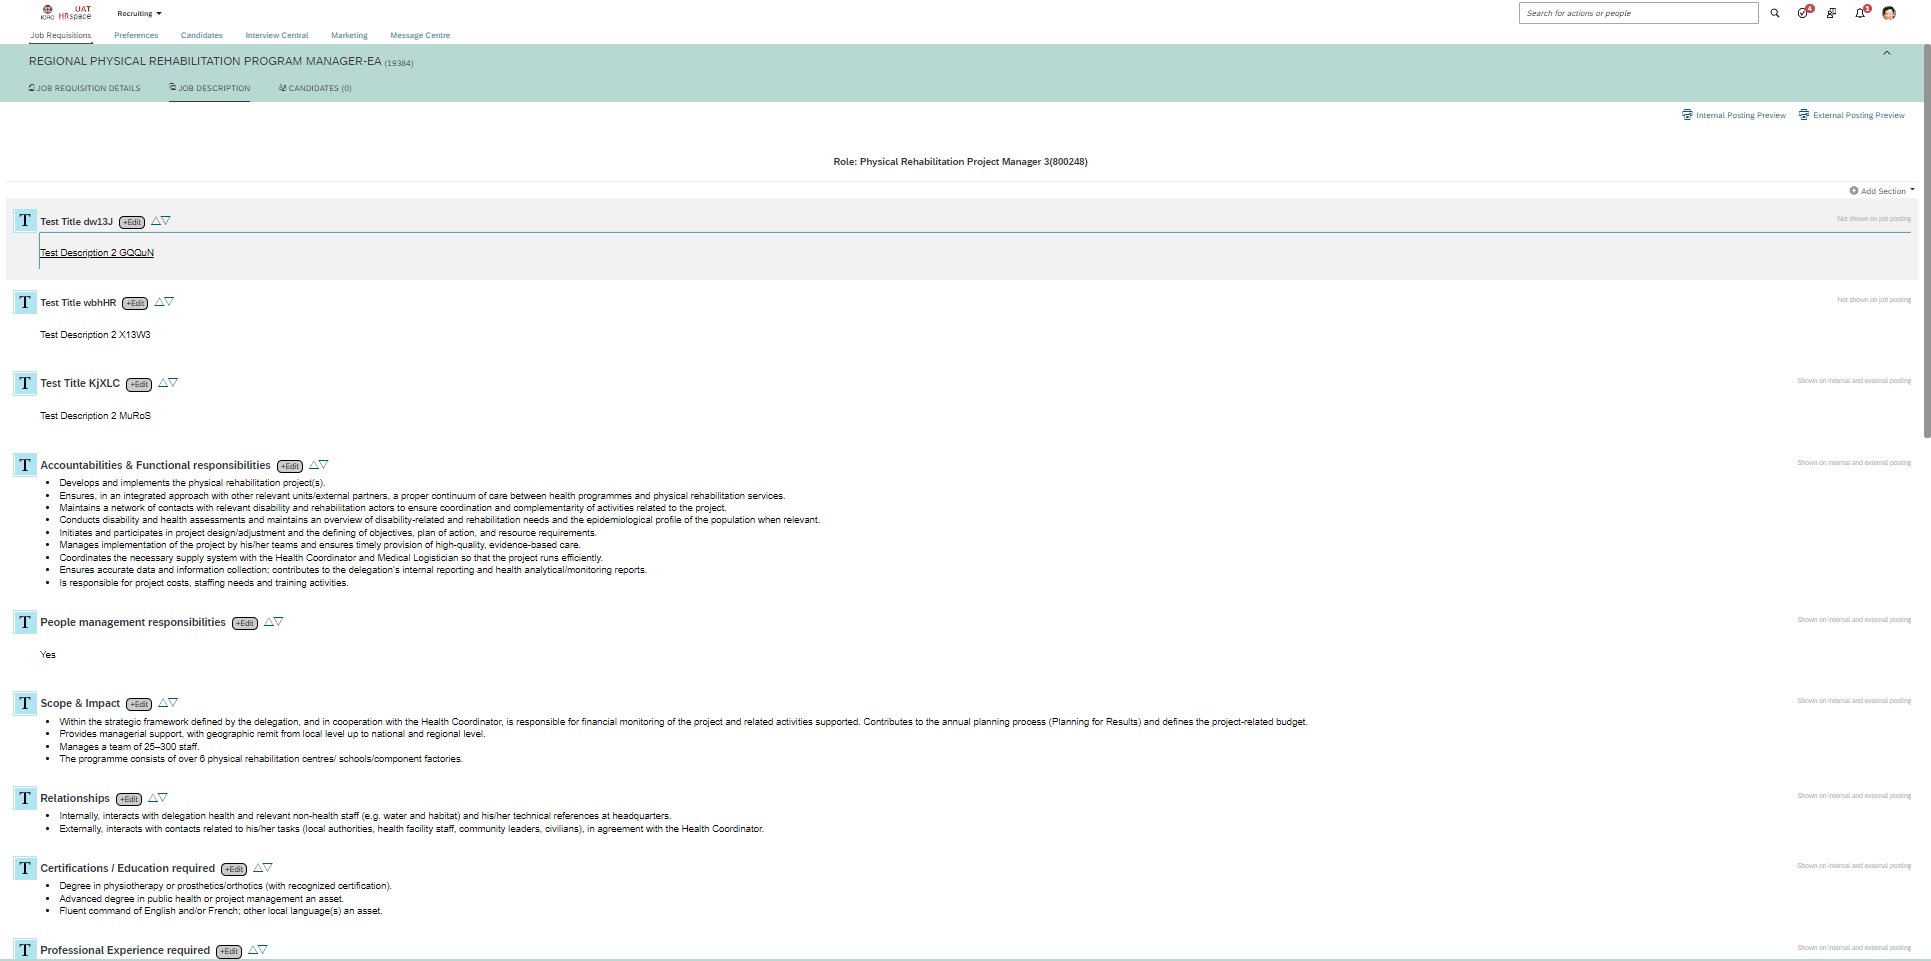 UAT
ICRC HRspace
Recruiting
Search for actions or people
4
1
Job Requisitions Preferences Candidates Interview Central Marketing Message Centre
REGIONAL PHYSICAL REHABILITATION PROGRAM MANAGER-EA (19384)
JOB REQUISITION DETAILS JOB DESCRIPTION CANDIDATES (0)
Internal Posting Preview External Posting Preview
Role: Physical Rehabilitation Project Manager 3(800248)
Add Section
T Test Title dw13J +Edit Not shown on job posting
Test Description 2 GQQuN
T Test Title wbhHR +Edit Not shown on job posting
Test Description 2 X13W3
T Test Title KjXLC +Edit Shown on internal and external posting
Test Description 2 MuRoS
T Accountabilities & Functional responsibilities +Edit Shown on internal and external posting
• Develops and implements the physical rehabilitation project(s).
• Ensures, in an integrated approach with other relevant units/external partners, a proper continuum of care between health programmes and physical rehabilitation services.
• Maintains a network of contacts with relevant disability and rehabilitation actors to ensure coordination and complementarity of activities related to the project.
• Conducts disability and health assessments and maintains an overview of disability-related and rehabilitation needs and the epidemiological profile of the population when relevant.
• Initiates and participates in project design/adjustment and the defining of objectives, plan of action, and resource requirements.
• Manages implementation of the project by his/her teams and ensures timely provision of high-quality, evidence-based care.
• Coordinates the necessary supply system with the Health Coordinator and Medical Logistician so that the project runs efficiently.
• Ensures accurate data and information collection; contributes to the delegation's internal reporting and health analytical/monitoring reports.
• Is responsible for project costs, staffing needs and training activities.
T People management responsibilities +Edit Shown on internal and external posting
Yes
T Scope & Impact +Edit Shown on internal and external posting
• Within the strategic framework defined by the delegation, and in cooperation with the Health Coordinator, is responsible for financial monitoring of the project and related activities supported. Contributes to the annual planning process (Planning for Results) and defines the project-related budget.
• Provides managerial support, with geographic remit from local level up to national and regional level.
• Manages a team of 25–300 staff.
• The programme consists of over 6 physical rehabilitation centres/ schools/component factories.
T Relationships +Edit Shown on internal and external posting
• Internally, interacts with delegation health and relevant non-health staff (e.g. water and habitat) and his/her technical references at headquarters.
• Externally, interacts with contacts related to his/her tasks (local authorities, health facility staff, community leaders, civilians), in agreement with the Health Coordinator.
T Certifications / Education required +Edit Shown on internal and external posting
• Degree in physiotherapy or prosthetics/orthotics (with recognized certification).
• Advanced degree in public health or project management an asset.
• Fluent command of English and/or French; other local language(s) an asset.
T Professional Experience required +Edit Shown on internal and external posting